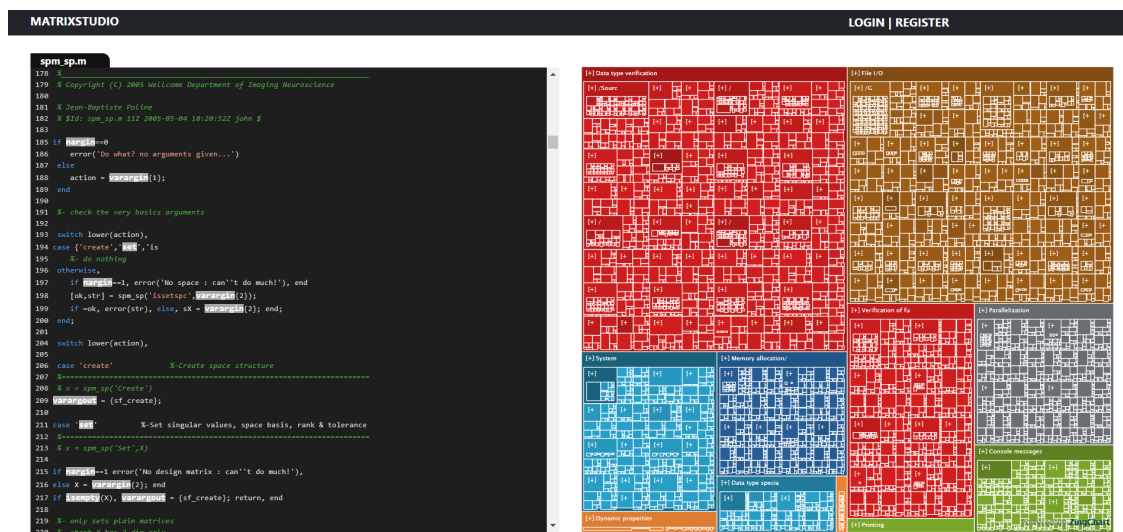 MATRIXSTUDIO
LOGIN | REGISTER
spm_sp.m
178 %
179 % Copyright (C) 2005 Wellcome Department of Imaging Neuroscience
180
181 % Jean-Baptiste Poline
182 % $Id: spm_sp.m 112 2005-05-04 18:20:52Z john $
183
185 if nargin==0
186 error('Do what? no arguments given...')
187 else
188 action = varargin{1};
189 end
190
191 %- check the very basics arguments
192
193 switch lower(action),
194 case {'create','set','is
195 %- do nothing
196 otherwise,
197 if nargin==1, error('No space : can''t do much!'), end
198 [ok,str] = spm_sp('issetspc',varargin{2});
199 if ~ok, error(str), else, sX = varargin{2}; end;
200 end;
201
204 switch lower(action),
205
206 case 'create' %-Create space structure
207 %=======================================================================
208 % x = spm_sp('Create')
209 varargout = {sf_create};
210
211 case 'set' %-Set singular values, space basis, rank & tolerance
212 %=======================================================================
213 % x = spm_sp('Set',X)
214
215 if nargin==1 error('No design matrix : can''t do much!'),
216 else X = varargin{2}; end
217 if isempty(X), varargout = {sf_create}; return, end
218
219 %- only sets plain matrices
[+] Data type verification
[+] File I/O
[+] /Sourc
[+] /
[+] /G
[+] Verification of fa
[+] Parallelization
[+] System
[+] Memory allocation/
[+] Console messages
[+] Data type specia
[+] Dynamic properties
[+] Printing
ZingChart